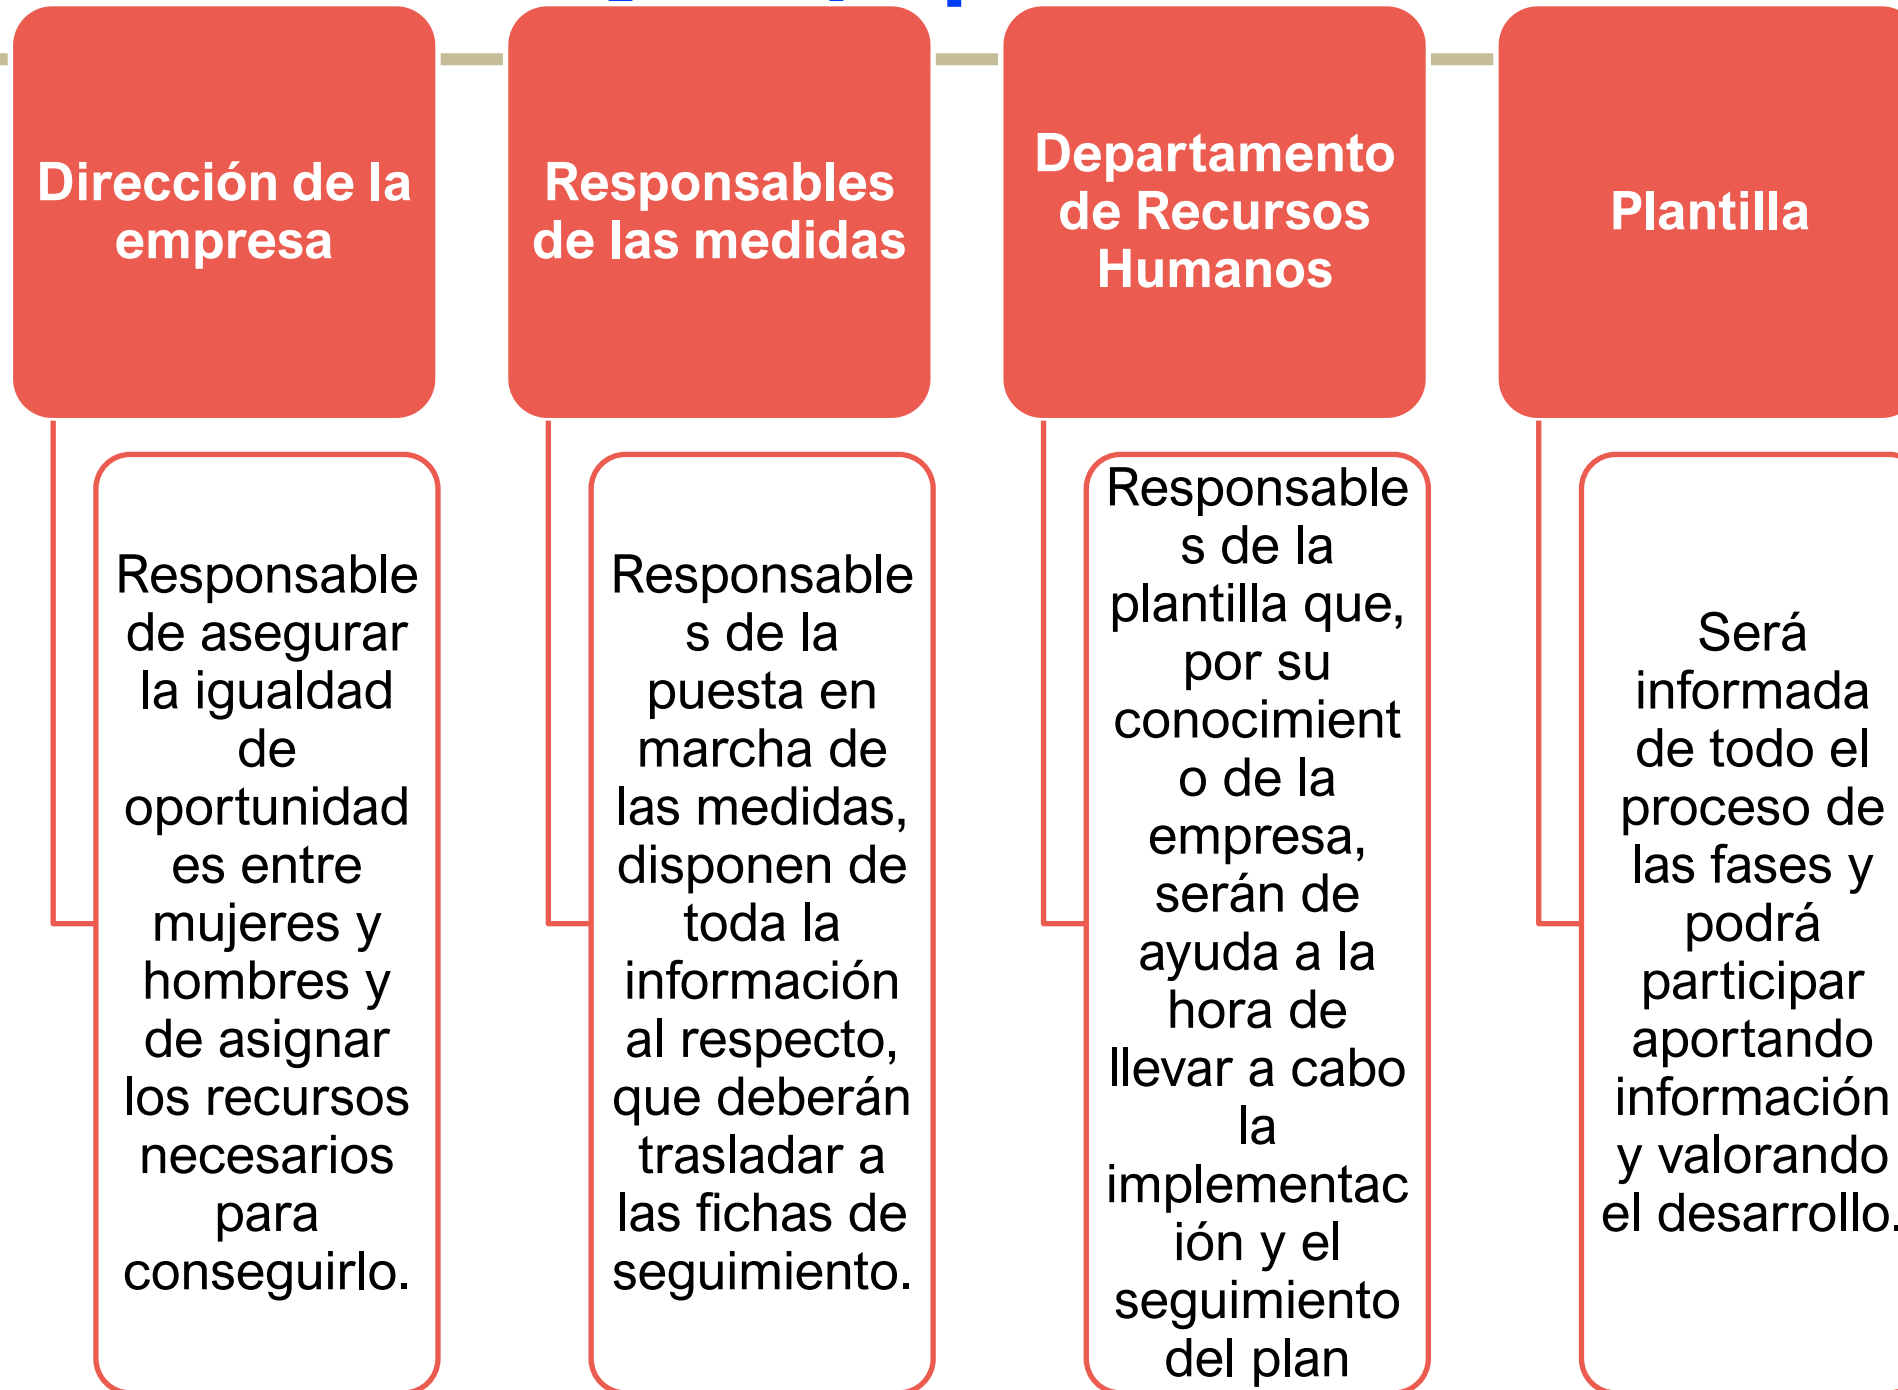 Dirección de la
empresa
Responsable
de asegurar
la igualdad
de
oportunidad
es entre
mujeres y
hombres y
de asignar
los recursos
necesarios
para
conseguirlo.
Responsables
de las medidas
Responsable
s de la
puesta en
marcha de
las medidas,
disponen de
toda la
información
al respecto,
que deberán
trasladar a
las fichas de
seguimiento.
Departamento
de Recursos
Humanos
Responsable
s de la
plantilla que,
por su
conocimient
o de la
empresa,
serán de
ayuda a la
hora de
llevar a cabo
la
implementac
ión y el
seguimiento
del plan
Plantilla
Será
informada
de todo el
proceso de
las fases y
podrá
participar
aportando
información
y valorando
el desarrollo.